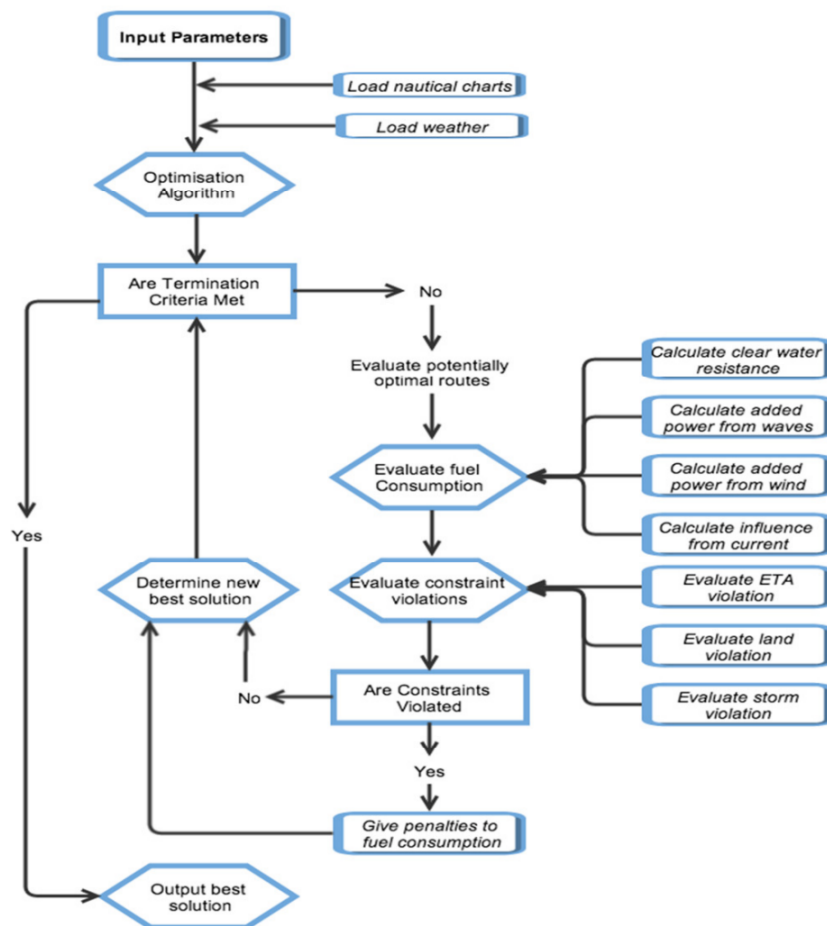 Input Parameters
Load nautical charts
Load weather
Optimisation
Algorithm
Are Termination
Criteria Met
No
Evaluate potentially
optimal routes
Calculate clear water
resistance
Calculate added
power from waves
Evaluate fuel
Consumption
Calculate added
power from wind
Calculate influence
from current
Yes
Determine new
best solution
Evaluate constraint
violations
Evaluate ETA
violation
Evaluate land
violation
No
Are Constraints
Violated
Evaluate storm
violation
Yes
Give penalties to
fuel consumption
Output best
solution